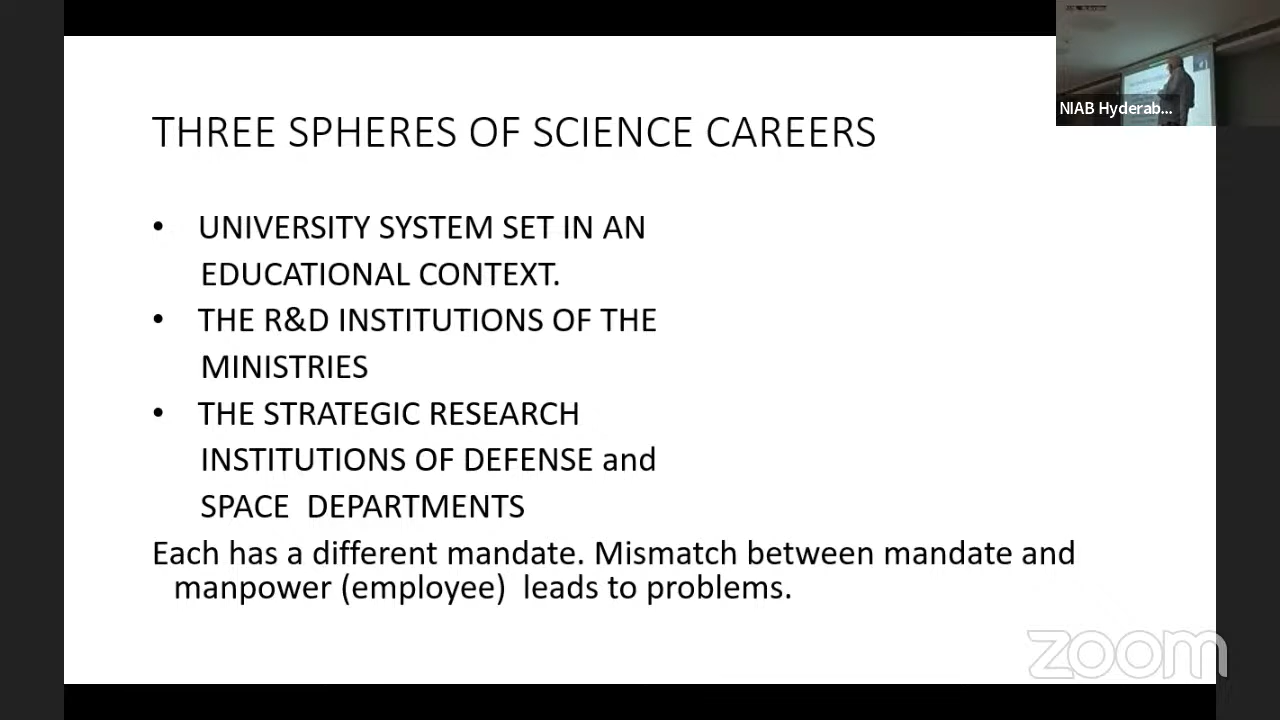 THREE SPHERES OF SCIENCE CAREERS
NIAB Hyderab...
• UNIVERSITY SYSTEM SET IN AN
EDUCATIONAL CONTEXT.
• THE R&D INSTITUTIONS OF THE
MINISTRIES
• THE STRATEGIC RESEARCH
INSTITUTIONS OF DEFENSE and
SPACE DEPARTMENTS
Each has a different mandate. Mismatch between mandate and
manpower (employee) leads to problems.
zoom